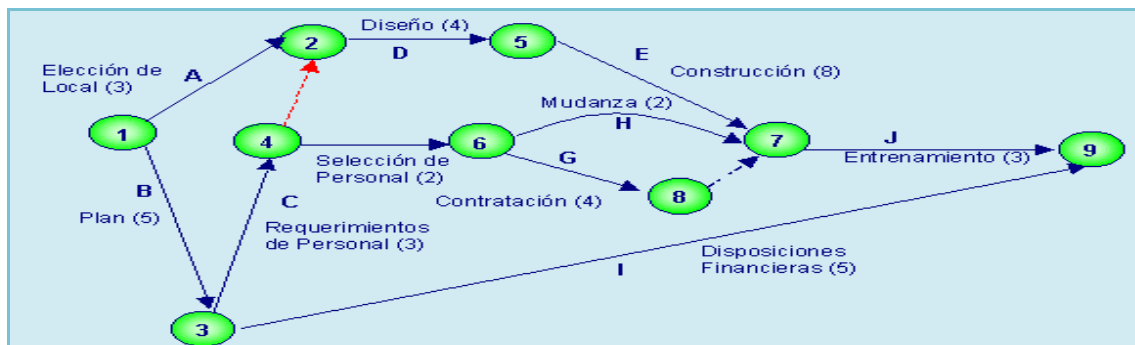 Diseño (4)
2
5
D
E
Elección de
Local (3)
A
Construcción (8)
Mudanza (2)
H
1
4
6
7
J
Entrenamiento (3)
9
Selección de
Personal (2)
G
B
C
Contratación (4)
8
Plan (5)
Requerimientos
de Personal (3)
Disposiciones
Financieras (5)
I
3